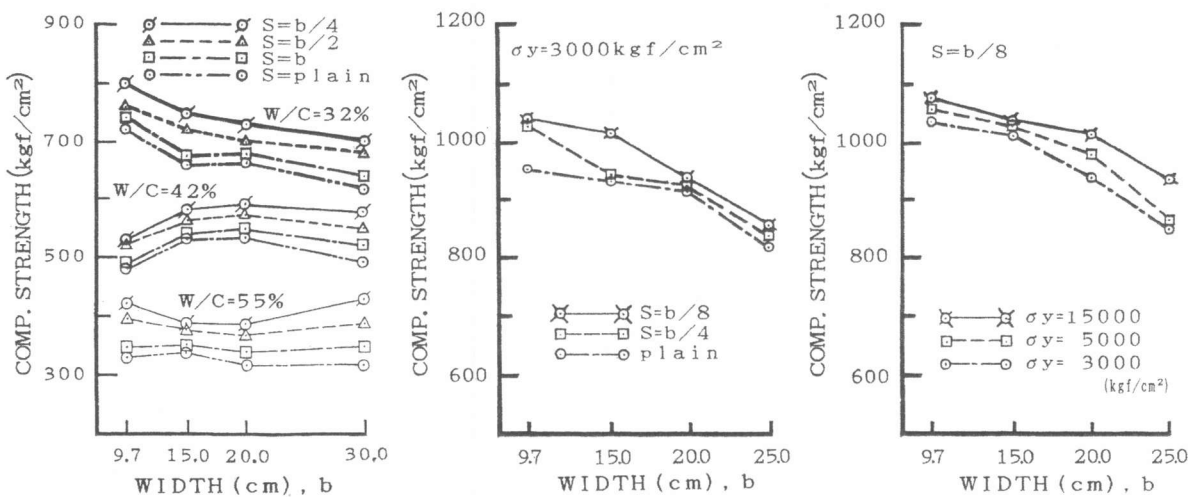 900
700
500
300
COMP. STRENGTH (kgf/cm²)
S=b/4
S=b/2
S=b
S=plain
W/C=32%
W/C=42%
W/C=55%
9.7 15.0 20.0 30.0
WIDTH (cm), b
1200
1000
800
600
COMP. STRENGTH (kgf/cm²)
σy=3000kgf/cm²
S=b/8
S=b/4
plain
9.7 15.0 20.0 25.0
WIDTH (cm), b
1200
1000
800
600
COMP. STRENGTH (kgf/cm²)
S=b/8
σy=15000
σy= 5000
σy= 3000
(kgf/cm²)
9.7 15.0 20.0 25.0
WIDTH (cm), b